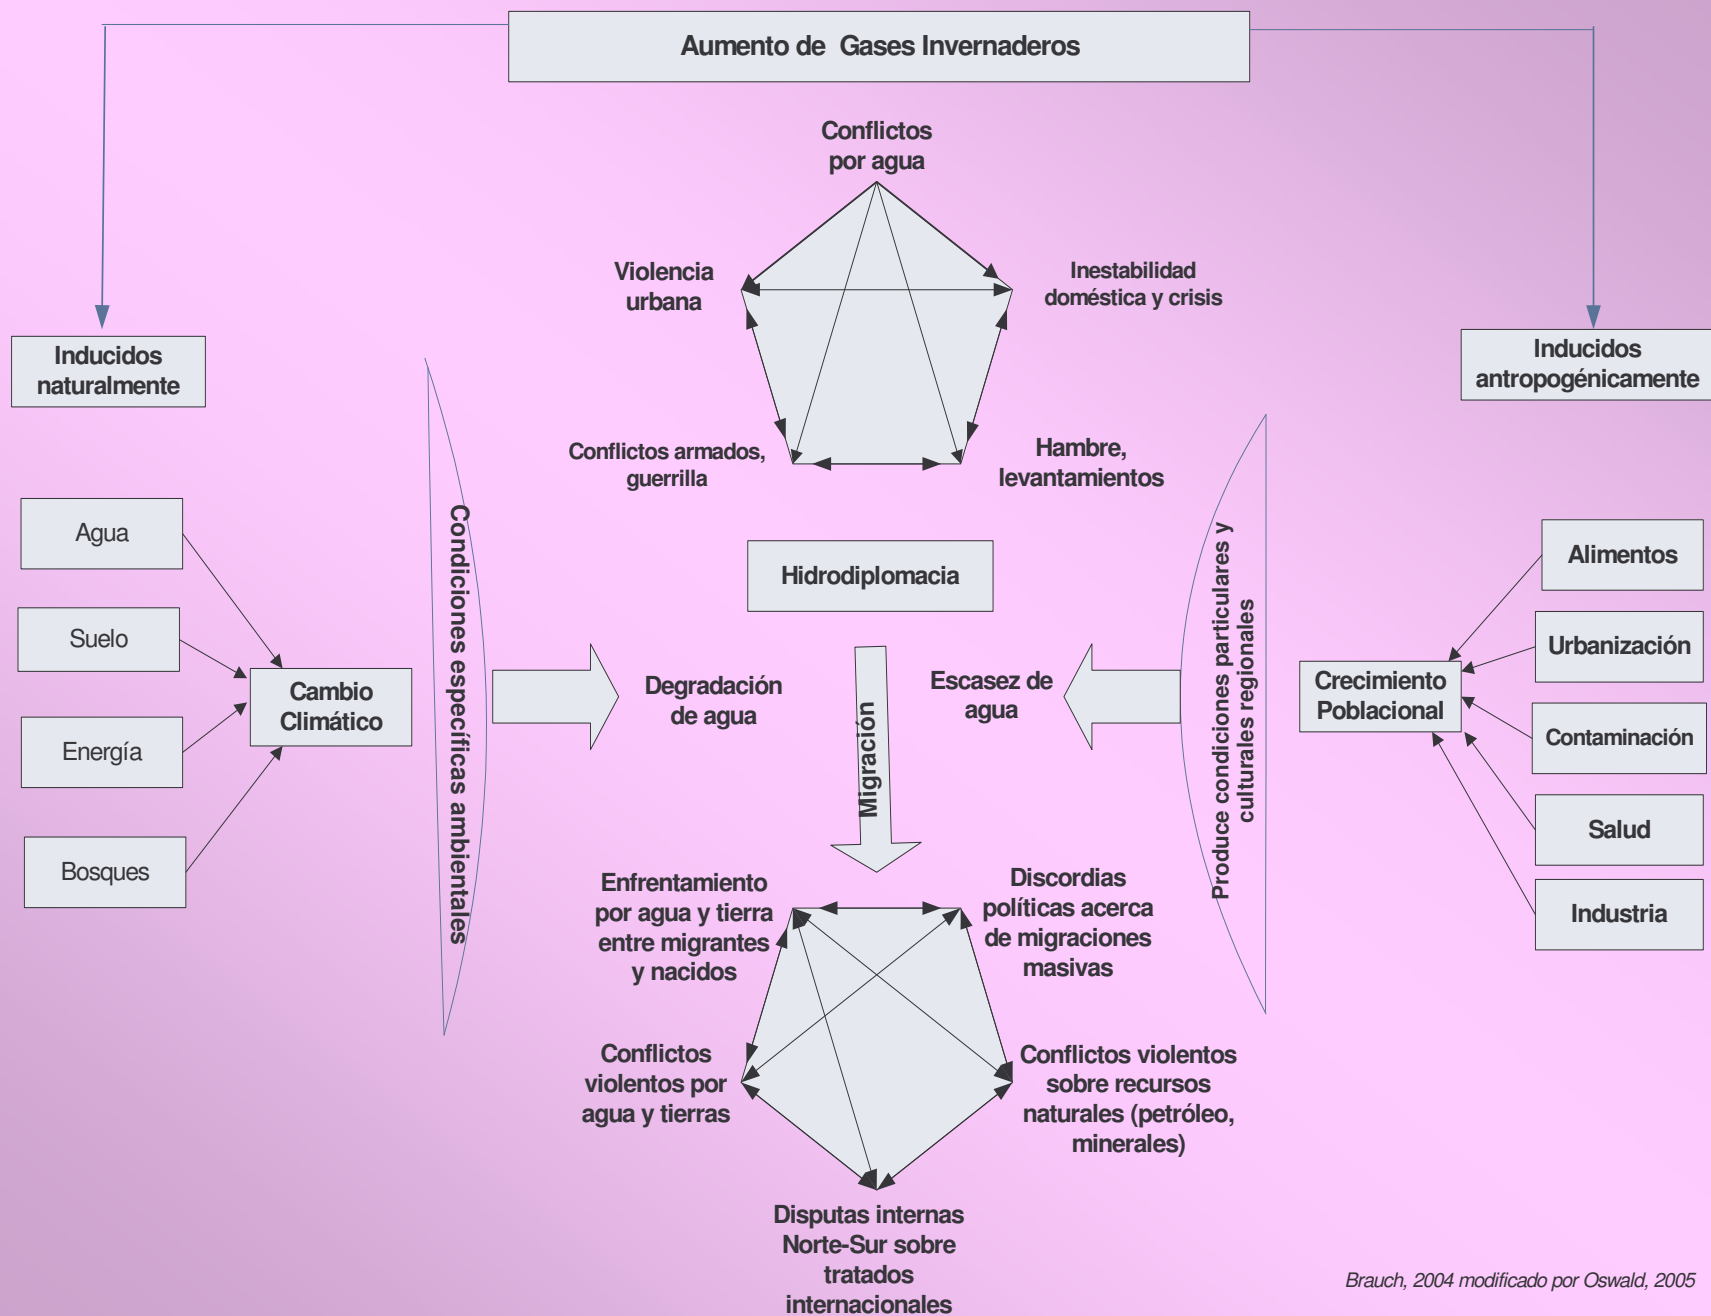 Aumento de Gases Invernaderos
Conflictos
por agua
Violencia
urbana
Inestabilidad
doméstica y crisis
Inducidos
naturalmente
Inducidos
antropogénicamente
Conflictos armados,
guerrilla
Hambre,
levantamientos
Agua
Suelo
Energía
Bosques
Cambio
Climático
Condiciones específicas ambientales
Hidrodiplomacia
Degradación
de agua
Migración
Escasez de
agua
Produce condiciones particulares y
culturales regionales
Crecimiento
Poblacional
Alimentos
Urbanización
Contaminación
Salud
Industria
Enfrentamiento
por agua y tierra
entre migrantes
y nacidos
Discordias
políticas acerca
de migraciones
masivas
Conflictos
violentos por
agua y tierras
Conflictos violentos
sobre recursos
naturales (petróleo,
minerales)
Disputas internas
Norte-Sur sobre
tratados
internacionales
Brauch, 2004 modificado por Oswald, 2005